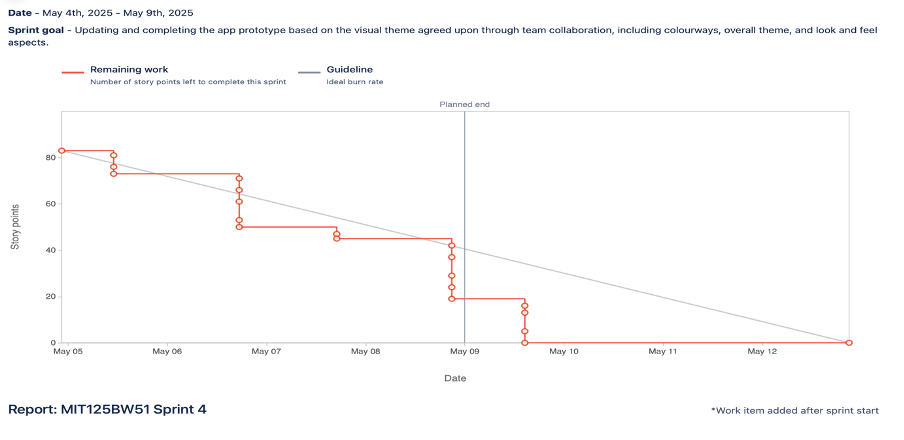 Date - May 4th, 2025 - May 9th, 2025
Sprint goal - Updating and completing the app prototype based on the visual theme agreed upon through team collaboration, including colourways, overall theme, and look and feel
aspects.
Remaining work
Number of story points left to complete this sprint
Guideline
Ideal burn rate
Planned end
80
60
40
20
0
Story points
May 05 May 06 May 07 May 08 May 09 May 10 May 11 May 12
Date
Report: MIT125BW51 Sprint 4
*Work item added after sprint start